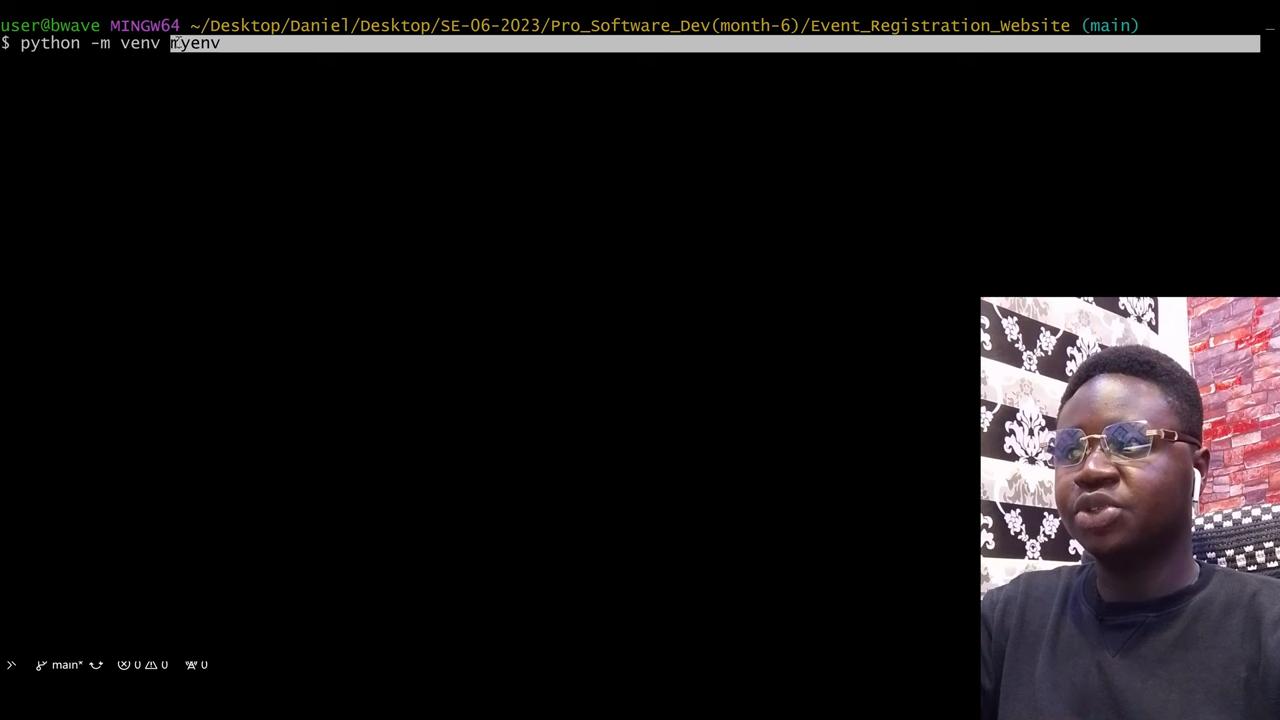 user@bwave MINGW64 ~/Desktop/Daniel/Desktop/SE-06-2023/Pro_Software_Dev(month-6)/Event_Registration_Website (main)
$ python -m venv myenv
main* 0 0 0